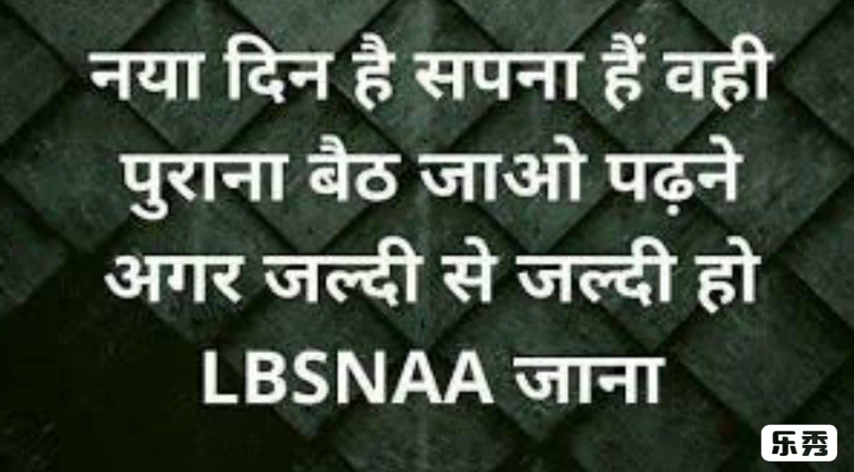 नया दिन है सपना हैं वही
पुराना बैठ जाओ पढ़ने
अगर जल्दी से जल्दी हो
LBSNAA जाना
乐秀